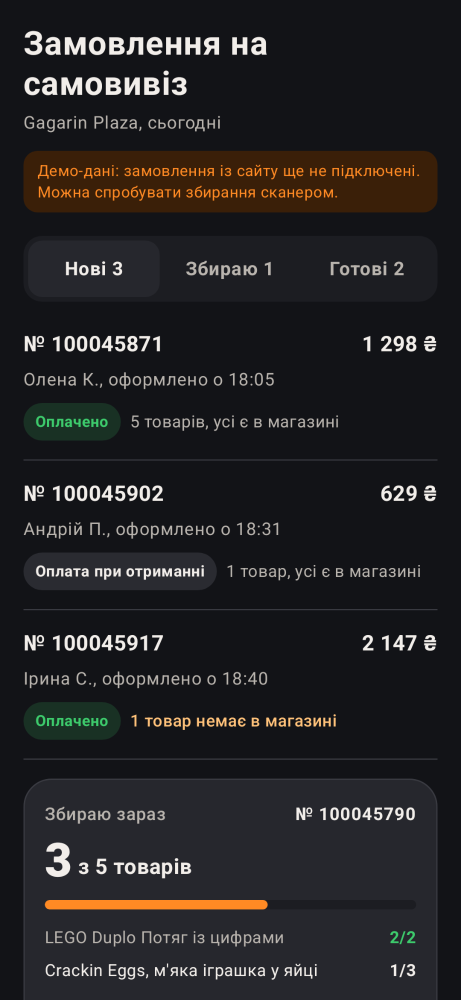 Замовлення на
самовивіз
Gagarin Plaza, сьогодні
Демо-дані: замовлення із сайту ще не підключені.
Можна спробувати збирання сканером.
Нові 3 Збираю 1 Готові 2
№ 100045871 1 298 ₴
Олена К., оформлено о 18:05
Оплачено 5 товарів, усі є в магазині
№ 100045902 629 ₴
Андрій П., оформлено о 18:31
Оплата при отриманні 1 товар, усі є в магазині
№ 100045917 2 147 ₴
Ірина С., оформлено о 18:40
Оплачено 1 товар немає в магазині
Збираю зараз № 100045790
3 з 5 товарів
LEGO Duplo Потяг із цифрами 2/2
Crackin Eggs, м'яка іграшка у яйці 1/3